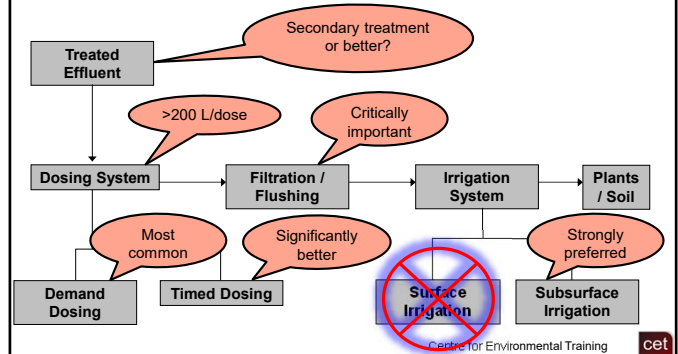 Secondary treatment
or better?
Treated
Effluent
>200 L/dose
Critically
important
Dosing System
Filtration /
Flushing
Irrigation
System
Plants
/ Soil
Most
common
Significantly
better
Strongly
preferred
Demand
Dosing
Timed Dosing
Surface
Irrigation
Subsurface
Irrigation
Centre for Environmental Training
cet